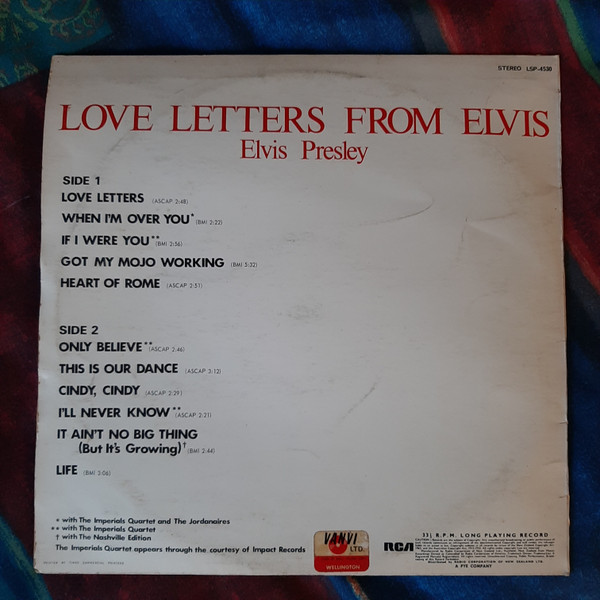 STEREO LSP-4530
LOVE LETTERS FROM ELVIS
Elvis Presley
SIDE 1
LOVE LETTERS (ASCAP 2:48)
WHEN I'M OVER YOU* (BMI 2:22)
IF I WERE YOU** (BMI 2:56)
GOT MY MOJO WORKING (BMI 5:32)
HEART OF ROME (ASCAP 2:51)
SIDE 2
ONLY BELIEVE** (ASCAP 2:46)
THIS IS OUR DANCE (ASCAP 3:12)
CINDY, CINDY (ASCAP 2:29)
I'LL NEVER KNOW** (ASCAP 2:21)
IT AIN'T NO BIG THING
(But It's Growing)† (BMI 2:44)
LIFE (BMI 3:06)
* with The Imperials Quartet and The Jordanaires
** with The Imperials Quartet
† with The Nashville Edition
The Imperials Quartet appears through the courtesy of Impact Records
VANVI
LTD.
WELLINGTON
RCA
33⅓ R.P.M. LONG PLAYING RECORD
A PYE COMPANY